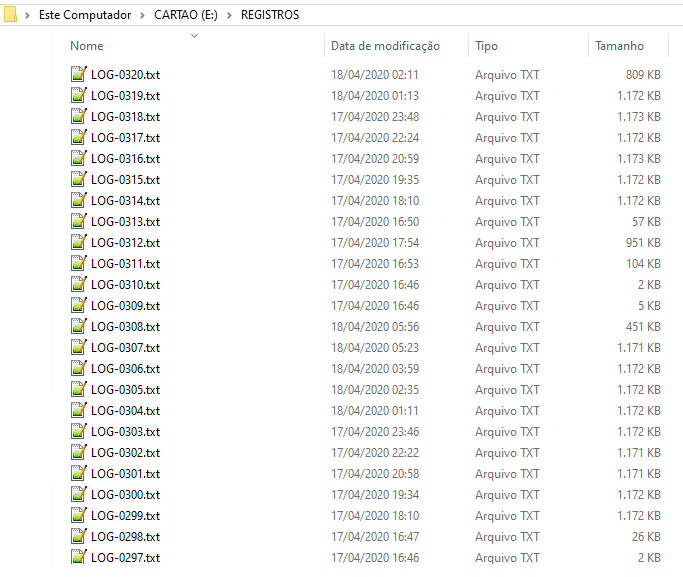 Este Computador > CARTAO (E:) > REGISTROS
Nome Data de modificação Tipo Tamanho
LOG-0320.txt 18/04/2020 02:11 Arquivo TXT 809 KB
LOG-0319.txt 18/04/2020 01:13 Arquivo TXT 1.172 KB
LOG-0318.txt 17/04/2020 23:48 Arquivo TXT 1.173 KB
LOG-0317.txt 17/04/2020 22:24 Arquivo TXT 1.172 KB
LOG-0316.txt 17/04/2020 20:59 Arquivo TXT 1.173 KB
LOG-0315.txt 17/04/2020 19:35 Arquivo TXT 1.172 KB
LOG-0314.txt 17/04/2020 18:10 Arquivo TXT 1.172 KB
LOG-0313.txt 17/04/2020 16:50 Arquivo TXT 57 KB
LOG-0312.txt 17/04/2020 17:54 Arquivo TXT 951 KB
LOG-0311.txt 17/04/2020 16:53 Arquivo TXT 104 KB
LOG-0310.txt 17/04/2020 16:46 Arquivo TXT 2 KB
LOG-0309.txt 17/04/2020 16:46 Arquivo TXT 5 KB
LOG-0308.txt 18/04/2020 05:56 Arquivo TXT 451 KB
LOG-0307.txt 18/04/2020 05:23 Arquivo TXT 1.171 KB
LOG-0306.txt 18/04/2020 03:59 Arquivo TXT 1.172 KB
LOG-0305.txt 18/04/2020 02:35 Arquivo TXT 1.172 KB
LOG-0304.txt 18/04/2020 01:11 Arquivo TXT 1.172 KB
LOG-0303.txt 17/04/2020 23:46 Arquivo TXT 1.172 KB
LOG-0302.txt 17/04/2020 22:22 Arquivo TXT 1.171 KB
LOG-0301.txt 17/04/2020 20:58 Arquivo TXT 1.171 KB
LOG-0300.txt 17/04/2020 19:34 Arquivo TXT 1.172 KB
LOG-0299.txt 17/04/2020 18:10 Arquivo TXT 1.172 KB
LOG-0298.txt 17/04/2020 16:47 Arquivo TXT 26 KB
LOG-0297.txt 17/04/2020 16:46 Arquivo TXT 2 KB